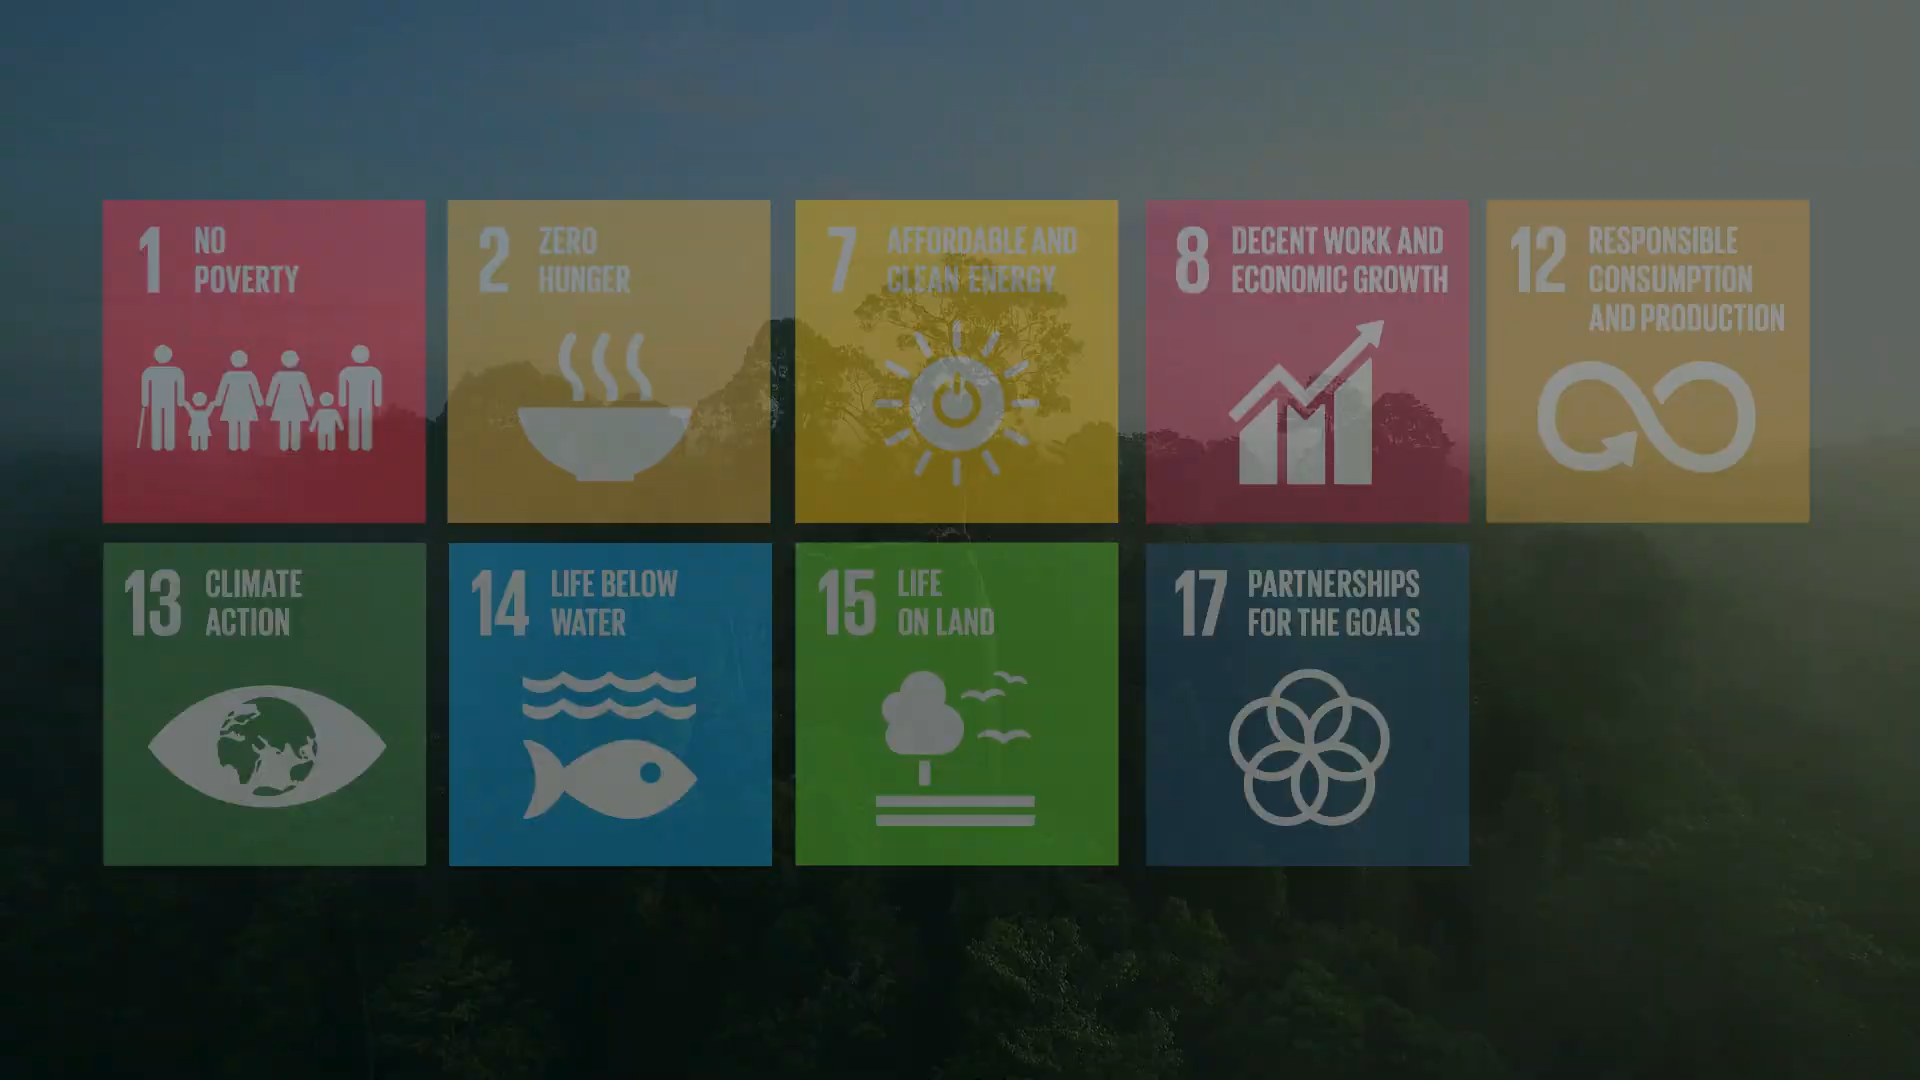 1 NO
POVERTY
2 ZERO
HUNGER
7 AFFORDABLE AND
CLEAN ENERGY
8 DECENT WORK AND
ECONOMIC GROWTH
12 RESPONSIBLE
CONSUMPTION
AND PRODUCTION
13 CLIMATE
ACTION
14 LIFE BELOW
WATER
15 LIFE
ON LAND
17 PARTNERSHIPS
FOR THE GOALS